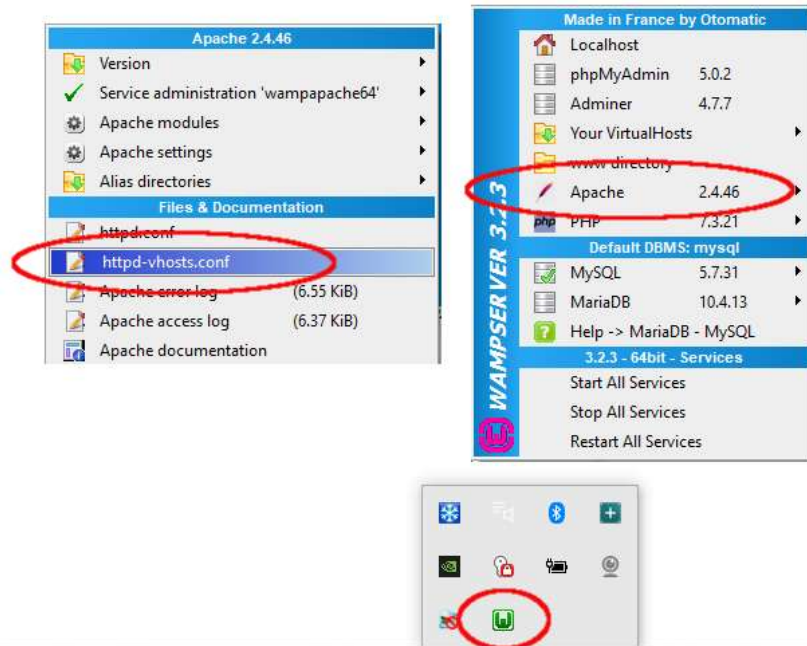 Apache 2.4.46
Version
Service administration 'wampapache64'
Apache modules
Apache settings
Alias directories
Files & Documentation
httpd.conf
httpd-vhosts.conf
Apache error log (6.55 KiB)
Apache access log (6.37 KiB)
Apache documentation
Made in France by Otomatic
Localhost
phpMyAdmin 5.0.2
Adminer 4.7.7
Your VirtualHosts
www directory
Apache 2.4.46
php PHP 7.3.21
Default DBMS: mysql
MySQL 5.7.31
MariaDB 10.4.13
Help -> MariaDB - MySQL
3.2.3 - 64bit - Services
Start All Services
Stop All Services
Restart All Services
WAMPSERVER 3.2.3